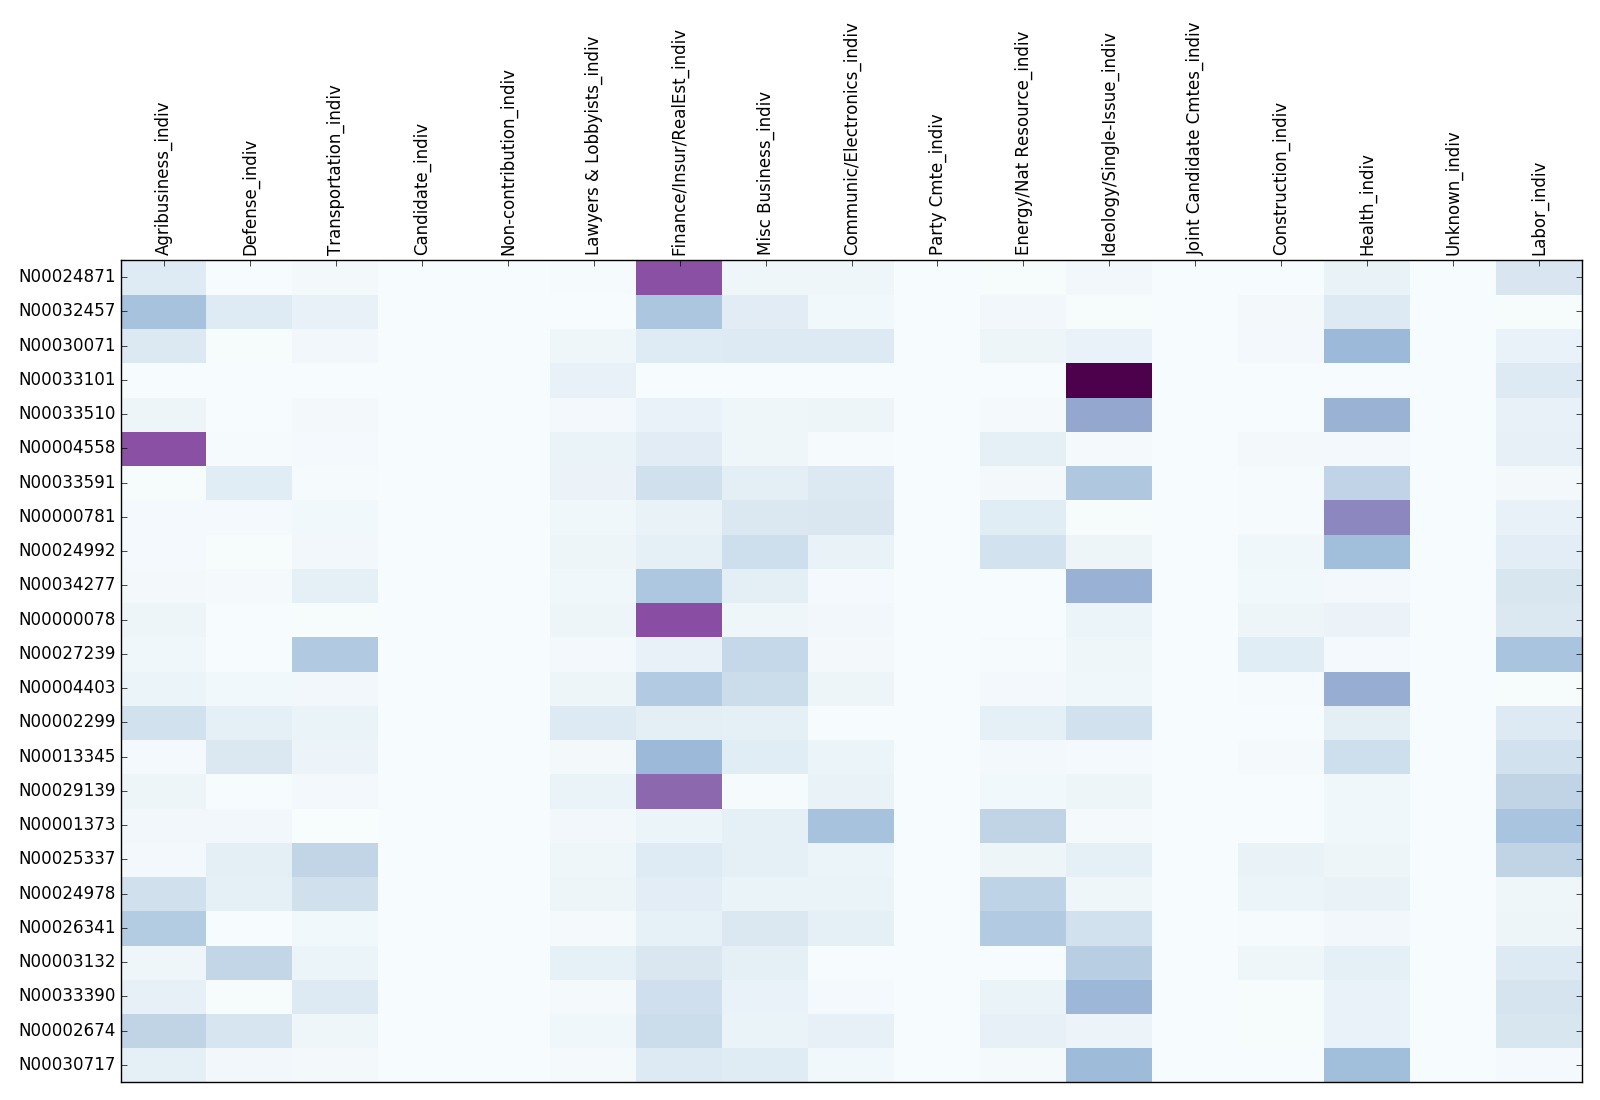 Agribusiness_indiv
Defense_indiv
Transportation_indiv
Candidate_indiv
Non-contribution_indiv
Lawyers & Lobbyists_indiv
Finance/Insur/RealEst_indiv
Misc Business_indiv
Communic/Electronics_indiv
Party Cmte_indiv
Energy/Nat Resource_indiv
Ideology/Single-Issue_indiv
Joint Candidate Cmtes_indiv
Construction_indiv
Health_indiv
Unknown_indiv
Labor_indiv
N00024871
N00032457
N00030071
N00033101
N00033510
N00004558
N00033591
N00000781
N00024992
N00034277
N00000078
N00027239
N00004403
N00002299
N00013345
N00029139
N00001373
N00025337
N00024978
N00026341
N00003132
N00033390
N00002674
N00030717